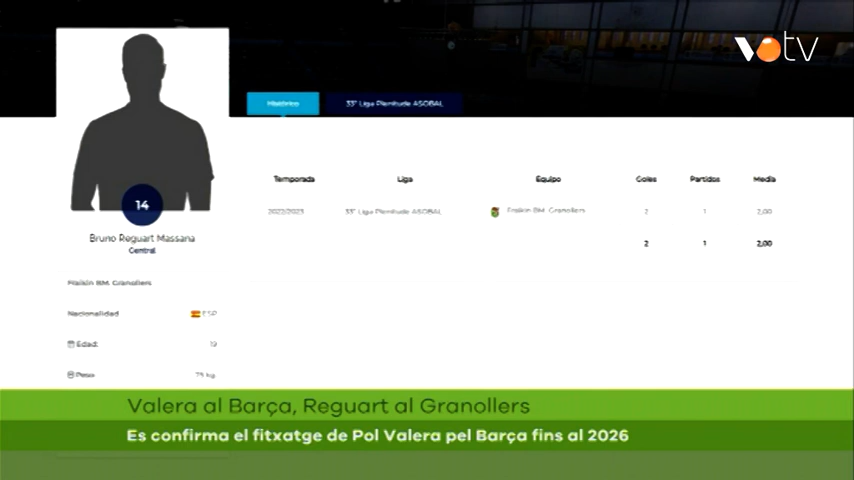 votv
Histórico
33ª Liga Plenitude ASOBAL
14
Bruno Reguart Massana
Central
Fraikin BM. Granollers
Nacionalidad
ESP
Edad:
19
Peso
75 kg
Temporada
Liga
Equipo
Goles
Partidos
Media
2022/2023
33ª Liga Plenitude ASOBAL
Fraikin BM. Granollers
2
1
2,00
2
1
2,00
Valera al Barça, Reguart al Granollers
Es confirma el fitxatge de Pol Valera pel Barça fins al 2026